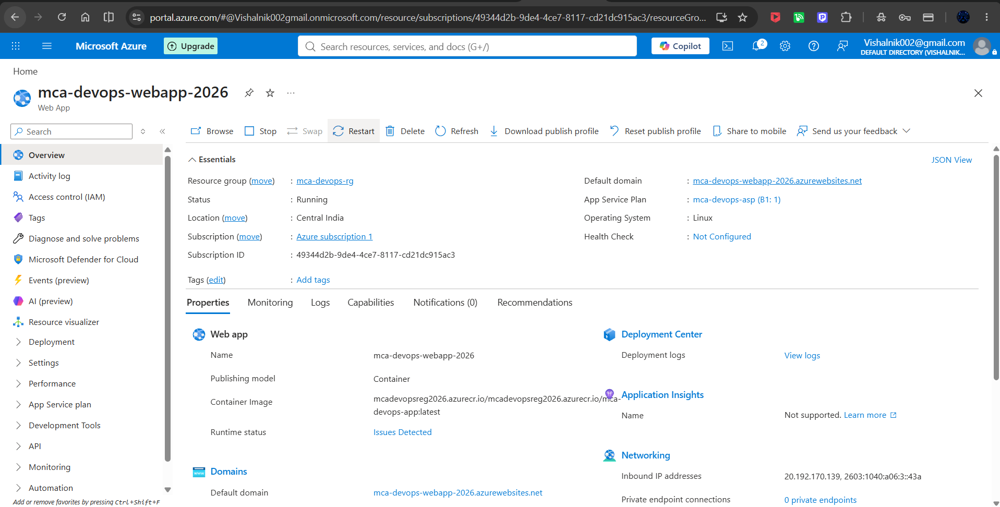 portal.azure.com/#@Vishalnik002gmail.onmicrosoft.com/resource/subscriptions/49344d2b-9de4-4ce7-8117-cd21dc915ac3/resourceGro...
Microsoft Azure
Upgrade
Search resources, services, and docs (G+/)
Copilot
2
Vishalnik002@gmail.com
DEFAULT DIRECTORY (VISHALNIK...
Home
mca-devops-webapp-2026
Web App
Search
Browse
Stop
Swap
Restart
Delete
Refresh
Download publish profile
Reset publish profile
Share to mobile
Send us your feedback
Overview
Activity log
Access control (IAM)
Tags
Diagnose and solve problems
Microsoft Defender for Cloud
Events (preview)
AI (preview)
Resource visualizer
Deployment
Settings
Performance
App Service plan
Development Tools
API
Monitoring
Automation
Add or remove favorites by pressing Ctrl+Shift+F
Essentials
JSON View
Resource group (move) : mca-devops-rg
Status : Running
Location (move) : Central India
Subscription (move) : Azure subscription 1
Subscription ID : 49344d2b-9de4-4ce7-8117-cd21dc915ac3
Default domain : mca-devops-webapp-2026.azurewebsites.net
App Service Plan : mca-devops-asp (B1: 1)
Operating System : Linux
Health Check : Not Configured
Tags (edit) : Add tags
Properties
Monitoring
Logs
Capabilities
Notifications (0)
Recommendations
Web app
Name mca-devops-webapp-2026
Publishing model Container
Container Image mcadevopsreg2026.azurecr.io/mcadevopsreg2026.azurecr.io/mca-
devops-app:latest
Runtime status Issues Detected
Domains
www
Default domain mca-devops-webapp-2026.azurewebsites.net
Deployment Center
Deployment logs View logs
Application Insights
Name Not supported. Learn more
Networking
Inbound IP addresses 20.192.170.139, 2603:1040:a06:3::43a
Private endpoint connections 0 private endpoints